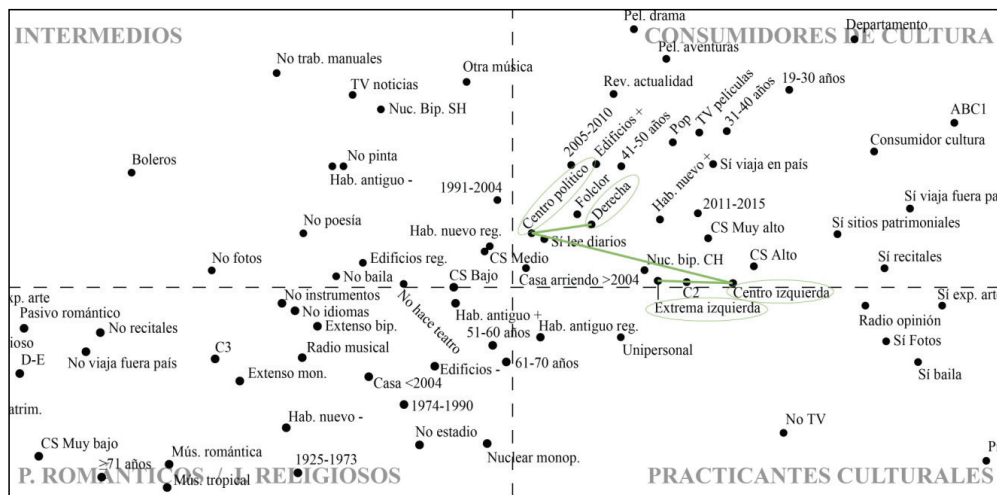 Pel. drama
INTERMEDIOS
CONSUMIDORES DE CULTURA
Departamento
Pel. aventuras
No trab. manuales
Otra música
Rev. actualidad
19-30 años
TV noticias
TV películas
31-40 años
Nuc. Bip. SH
Pop
ABC1
2005-2010
Edificios +
41-50 años
Consumidor cultura
Boleros
No pinta
Hab. antiguo -
Sí viaja en país
1991-2004
Centro político
Folclor
Derecha
Hab. nuevo +
2011-2015
Sí viaja fuera pa
No poesía
Hab. nuevo reg.
Sí lee diarios
CS Muy alto
Sí sitios patrimoniales
CS Medio
No fotos
Edificios reg.
No baila
CS Bajo
Casa arriendo >2004
Nuc. bip. CH
CS Alto
Sí recitales
exp. arte
No instrumentos
No hace teatro
C2
Centro izquierda
Sí exp. art
Pasivo romántico
No idiomas
Hab. antiguo +
Extrema izquierda
Radio opinión
ioso
No recitales
Extenso bip.
51-60 años
Hab. antiguo reg.
Unipersonal
Sí Fotos
D-E
No viaja fuera país
C3
Radio musical
61-70 años
Sí baila
Extenso mon.
Casa <2004
Edificios -
atrim.
Hab. nuevo -
1974-1990
No TV
CS Muy bajo
No estadio
Nuclear monop.
≥71 años
Mús. romántica
1925-1973
P. ROMÁNTICOS / J. RELIGIOSOS
PRACTICANTES CULTURALES
Mús. tropical
P